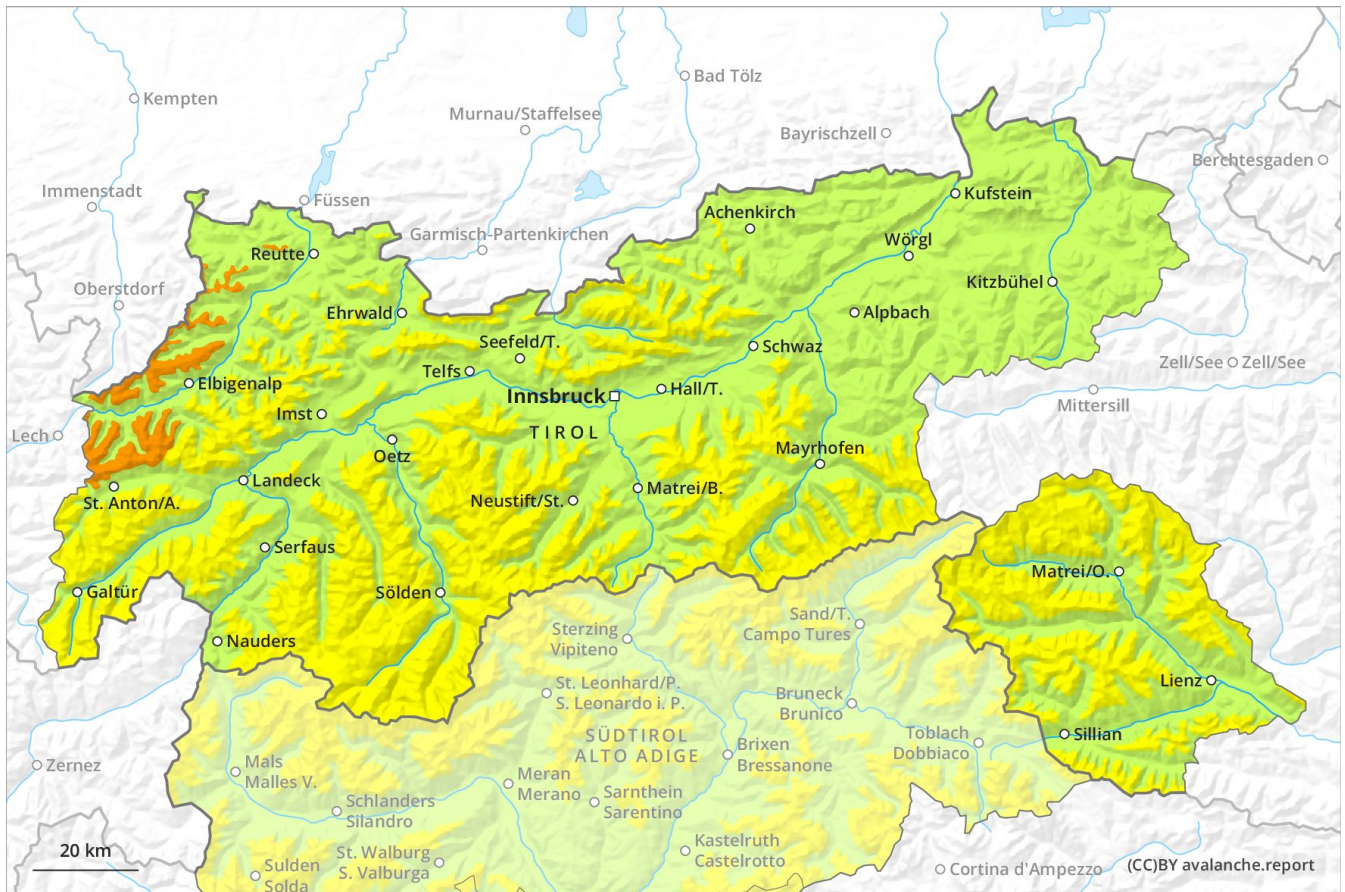 Kempten
Bad Tölz
Murnau/Staffelsee
Bayrischzell
Berchtesgaden
Immenstadt
Füssen
Kufstein
Achenkirch
Garmisch-Partenkirchen
Wörgl
Reutte
Oberstdorf
Kitzbühel
Ehrwald
Alpbach
Seefeld/T.
Schwaz
Zell/See
Zell/See
Telfs
Elbigenalp
Hall/T.
Innsbruck
Mittersill
Imst
TIROL
Lech
Mayrhofen
Oetz
Landeck
Matrei/B.
St. Anton/A.
Neustift/St.
Serfaus
Matrei/O.
Galtür
Sölden
Sand/T.
Campo Tures
Sterzing
Vipiteno
Nauders
Lienz
St. Leonhard/P.
S. Leonardo i. P.
Bruneck
Brunico
SÜDTIROL
ALTO ADIGE
Toblach
Dobbiaco
Sillian
Brixen
Bressanone
Zernez
Mals
Malles V.
Meran
Merano
Sarnthein
Sarentino
Schlanders
Silandro
Kastelruth
Castelrotto
20 km
St. Walburg
S. Valburga
Sulden
Solda
Cortina d'Ampezzo
(CC)BY avalanche.report